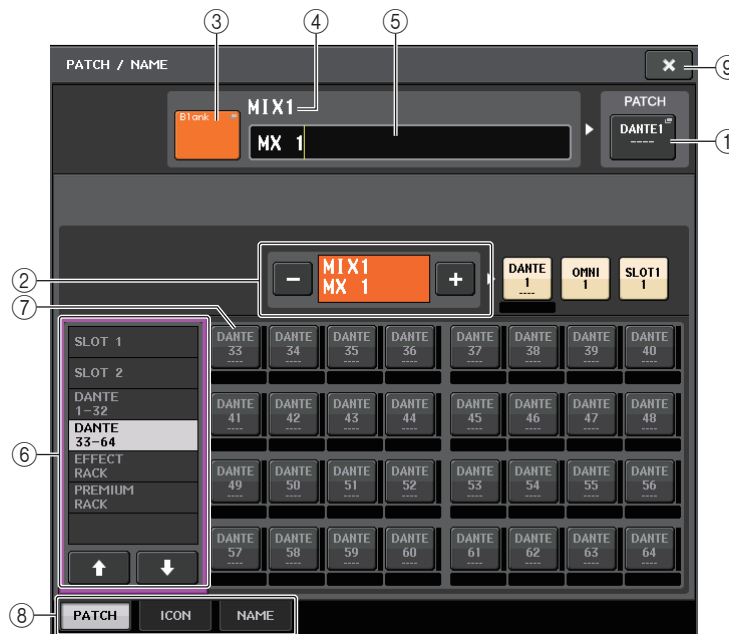 ③ ④ ⑤
PATCH / NAME
× ⑨
Blank
MIX1
MX 1
PATCH
DANTE1
----
①
②
−
MIX1
MX 1
+
DANTE
1
----
OMNI
1
SLOT1
1
⑦
⑥
SLOT 1
SLOT 2
DANTE
1-32
DANTE
33-64
EFFECT
RACK
PREMIUM
RACK
DANTE DANTE DANTE DANTE DANTE DANTE DANTE DANTE
33 34 35 36 37 38 39 40
---- ---- ---- ---- ---- ---- ---- ----
DANTE DANTE DANTE DANTE DANTE DANTE DANTE DANTE
41 42 43 44 45 46 47 48
---- ---- ---- ---- ---- ---- ---- ----
DANTE DANTE DANTE DANTE DANTE DANTE DANTE DANTE
49 50 51 52 53 54 55 56
---- ---- ---- ---- ---- ---- ---- ----
DANTE DANTE DANTE DANTE DANTE DANTE DANTE DANTE
57 58 59 60 61 62 63 64
---- ---- ---- ---- ---- ---- ---- ----
⑧
PATCH ICON NAME